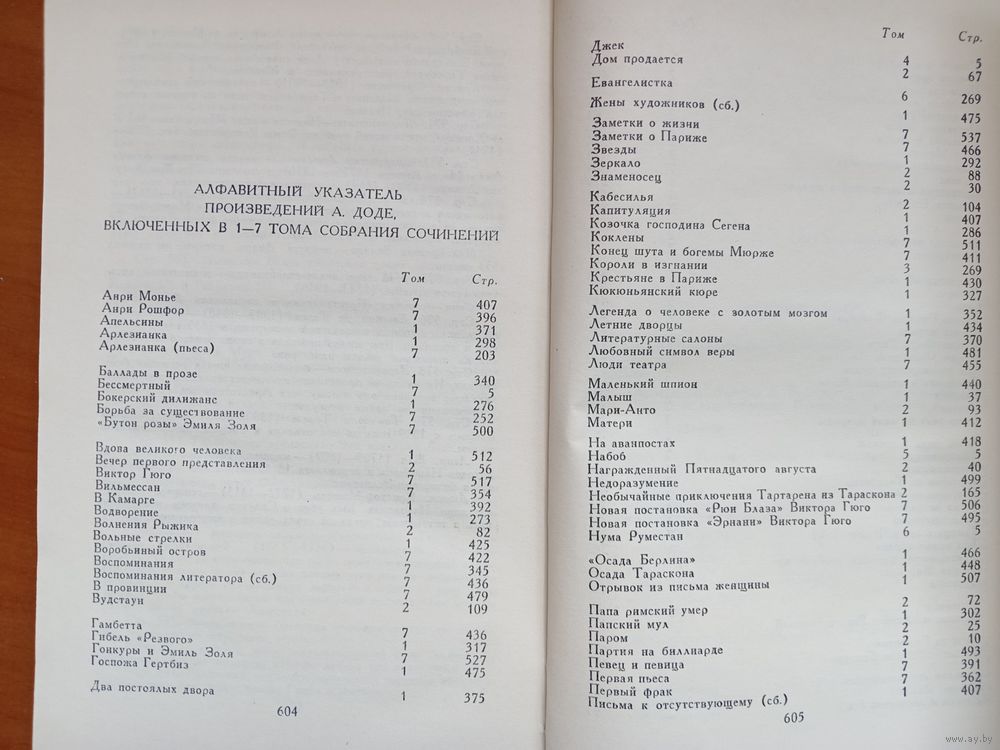 АЛФАВИТНЫЙ УКАЗАТЕЛЬ
ПРОИЗВЕДЕНИЙ А. ДОДЕ,
ВКЛЮЧЕННЫХ В 1—7 ТОМА СОБРАНИЯ СОЧИНЕНИЙ
Том Стр.
Анри Монье 7 407
Анри Рошфор 7 396
Апельсины 1 371
Арлезианка 1 298
Арлезианка (пьеса) 7 203
Баллады в прозе 1 340
Бессмертный 7 5
Бокерский дилижанс 1 276
Борьба за существование 7 252
«Бутон розы» Эмиля Золя 7 500
Вдова великого человека 1 512
Вечер первого представления 2 56
Виктор Гюго 7 517
Вильмессан 7 354
В Камарге 1 392
Водворение 1 273
Волнения Рыжика 2 82
Вольные стрелки 1 425
Воробьиный остров 7 422
Воспоминания 7 345
Воспоминания литератора (сб.) 7 436
В провинции 7 479
Вудстаун 2 109
Гамбетта 7 436
Гибель «Резвого» 1 317
Гонкуры и Эмиль Золя 7 527
Госпожа Гертбиз 1 475
Два постоялых двора 1 375
604
Том Стр.
Джек 4 5
Дом продается 2 67
Евангелистка 6 269
Жены художников (сб.) 1 475
Заметки о жизни 7 537
Заметки о Париже 7 466
Звезды 1 292
Зеркало 2 88
Знаменосец 2 30
Кабесилья 2 104
Капитуляция 1 407
Козочка господина Сегена 1 286
Коклены 7 511
Конец шута и богемы Мюрже 7 411
Короли в изгнании 3 269
Крестьяне в Париже 1 430
Кюкюньянский кюре 1 327
Легенда о человеке с золотым мозгом 1 352
Летние дворцы 1 434
Литературные салоны 7 370
Любовный символ веры 1 481
Люди театра 7 455
Маленький шпион 1 440
Малыш 1 37
Мари-Анто 2 93
Матери 1 412
На аванпостах 1 418
Набоб 5 5
Награжденный Пятнадцатого августа 2 40
Недоразумение 1 499
Необычайные приключения Тартарена из Тараскона 2 165
Новая постановка «Рюи Блаза» Виктора Гюго 7 506
Новая постановка «Эрнани» Виктора Гюго 7 495
Нума Руместан 6 5
«Осада Берлина» 1 466
Осада Тараскона 1 448
Отрывок из письма женщины 1 507
Папа римский умер 2 72
Папский мул 1 302
Паром 2 25
Партия на биллиарде 2 10
Певец и певица 1 493
Первая пьеса 7 391
Первый фрак 7 362
Письма к отсутствующему (сб.) 1 407
605
www.ay.by